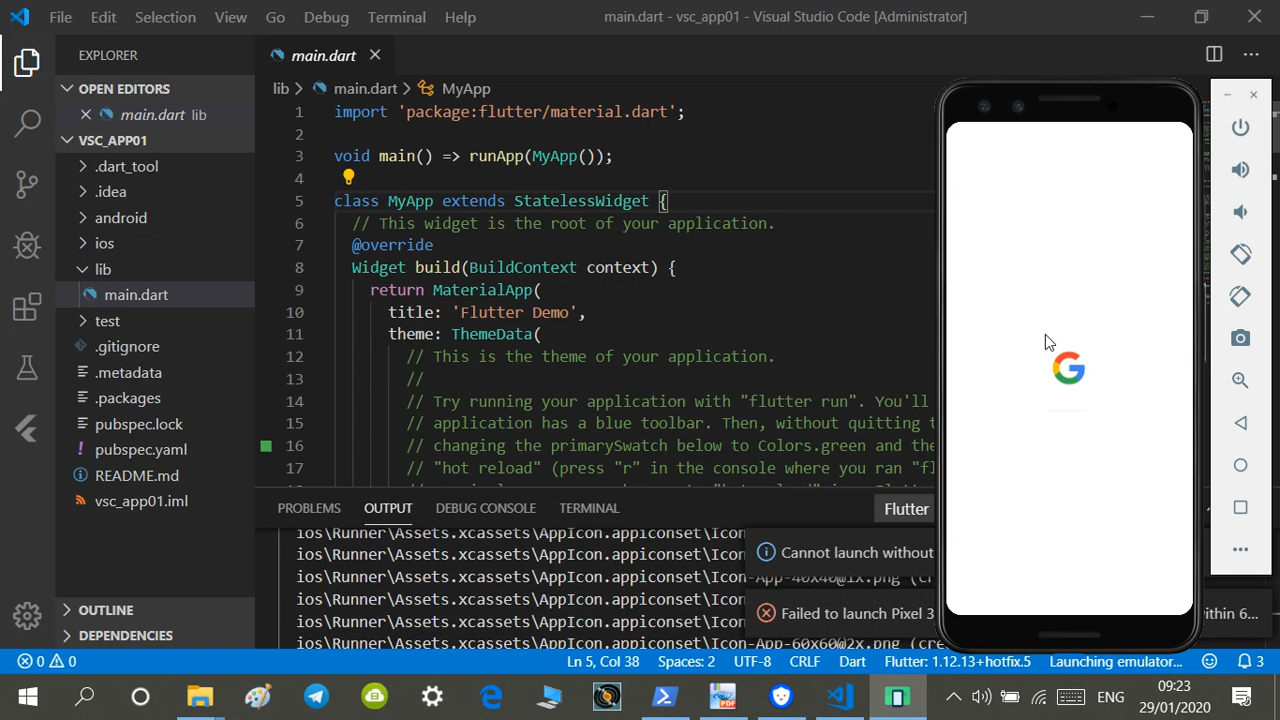 File Edit Selection View Go Debug Terminal Help
main.dart - vsc_app01 - Visual Studio Code [Administrator]
EXPLORER
OPEN EDITORS
main.dart lib
VSC_APP01
.dart_tool
.idea
android
ios
lib
main.dart
test
.gitignore
.metadata
.packages
pubspec.lock
pubspec.yaml
README.md
vsc_app01.iml
OUTLINE
DEPENDENCIES
main.dart
lib > main.dart > MyApp
1 import 'package:flutter/material.dart';
2
3 void main() => runApp(MyApp());
4
5 class MyApp extends StatelessWidget {
6 // This widget is the root of your application.
7 @override
8 Widget build(BuildContext context) {
9 return MaterialApp(
10 title: 'Flutter Demo',
11 theme: ThemeData(
12 // This is the theme of your application.
13 //
14 // Try running your application with "flutter run". You'll
15 // application has a blue toolbar. Then, without quitting t
16 // changing the primarySwatch below to Colors.green and the
17 // "hot reload" (press "r" in the console where you ran "fl
PROBLEMS OUTPUT DEBUG CONSOLE TERMINAL
Flutter
ios\Runner\Assets.xcassets\AppIcon.appiconset\Icon
ios\Runner\Assets.xcassets\AppIcon.appiconset\Icon
ios\Runner\Assets.xcassets\AppIcon.appiconset\Icon-App-40x40@1x.png (cre
ios\Runner\Assets.xcassets\AppIcon.appiconset\Icon
ios\Runner\Assets.xcassets\AppIcon.appiconset\Icon
ios\Runner\Assets.xcassets\AppIcon.appiconset\Icon-App-60x60@2x.png (cre
Cannot launch without
Failed to launch Pixel 3
ithin 6...
G
0 0
Ln 5, Col 38 Spaces: 2 UTF-8 CRLF Dart Flutter: 1.12.13+hotfix.5 Launching emulator... 3
PDF
ENG
09:23
29/01/2020